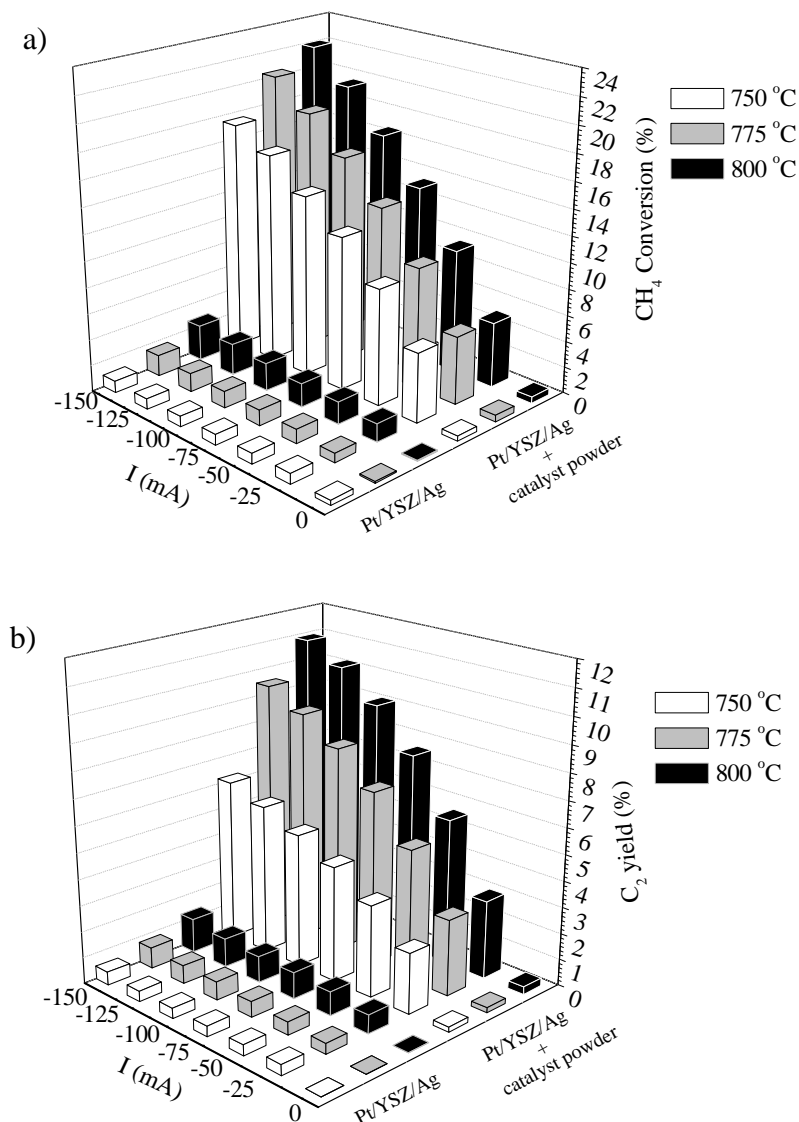 a)
24
22
20
18
16
14
12
10
8
6
4
2
0
CH4 Conversion (%)
750 °C
775 °C
800 °C
-150
-125
-100
-75
-50
-25
0
I (mA)
Pt/YSZ/Ag
Pt/YSZ/Ag
+
catalyst powder
b)
12
11
10
9
8
7
6
5
4
3
2
1
0
C2 yield (%)
750 °C
775 °C
800 °C
-150
-125
-100
-75
-50
-25
0
I (mA)
Pt/YSZ/Ag
Pt/YSZ/Ag
+
catalyst powder